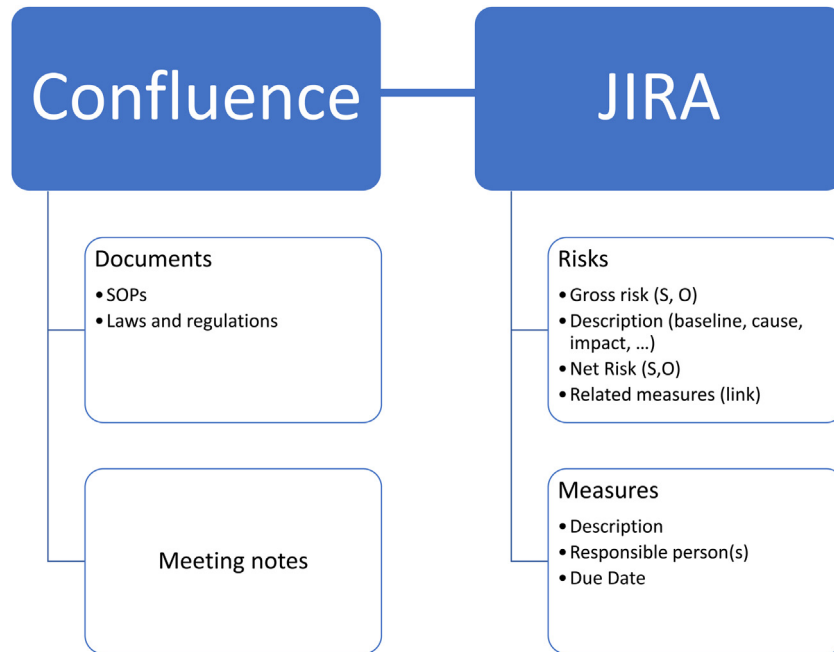 Confluence
JIRA
Documents
•SOPs
•Laws and regulations
Meeting notes
Risks
•Gross risk (S, O)
•Description (baseline, cause,
impact, …)
•Net Risk (S,O)
•Related measures (link)
Measures
•Description
•Responsible person(s)
•Due Date